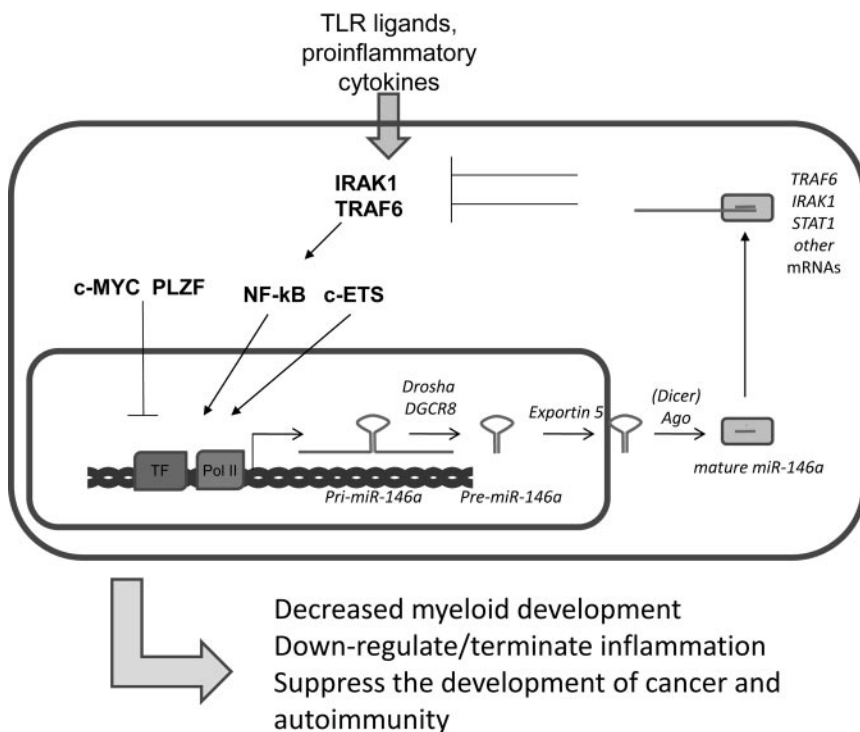 TLR ligands,
proinflammatory
cytokines
IRAK1
TRAF6
TRAF6
IRAK1
STAT1
other
mRNAs
c-MYC PLZF
NF-kB c-ETS
Drosha
DGCR8
Exportin 5
(Dicer)
Ago
TF
Pol II
Pri-miR-146a
Pre-miR-146a
mature miR-146a
Decreased myeloid development
Down-regulate/terminate inflammation
Suppress the development of cancer and
autoimmunity